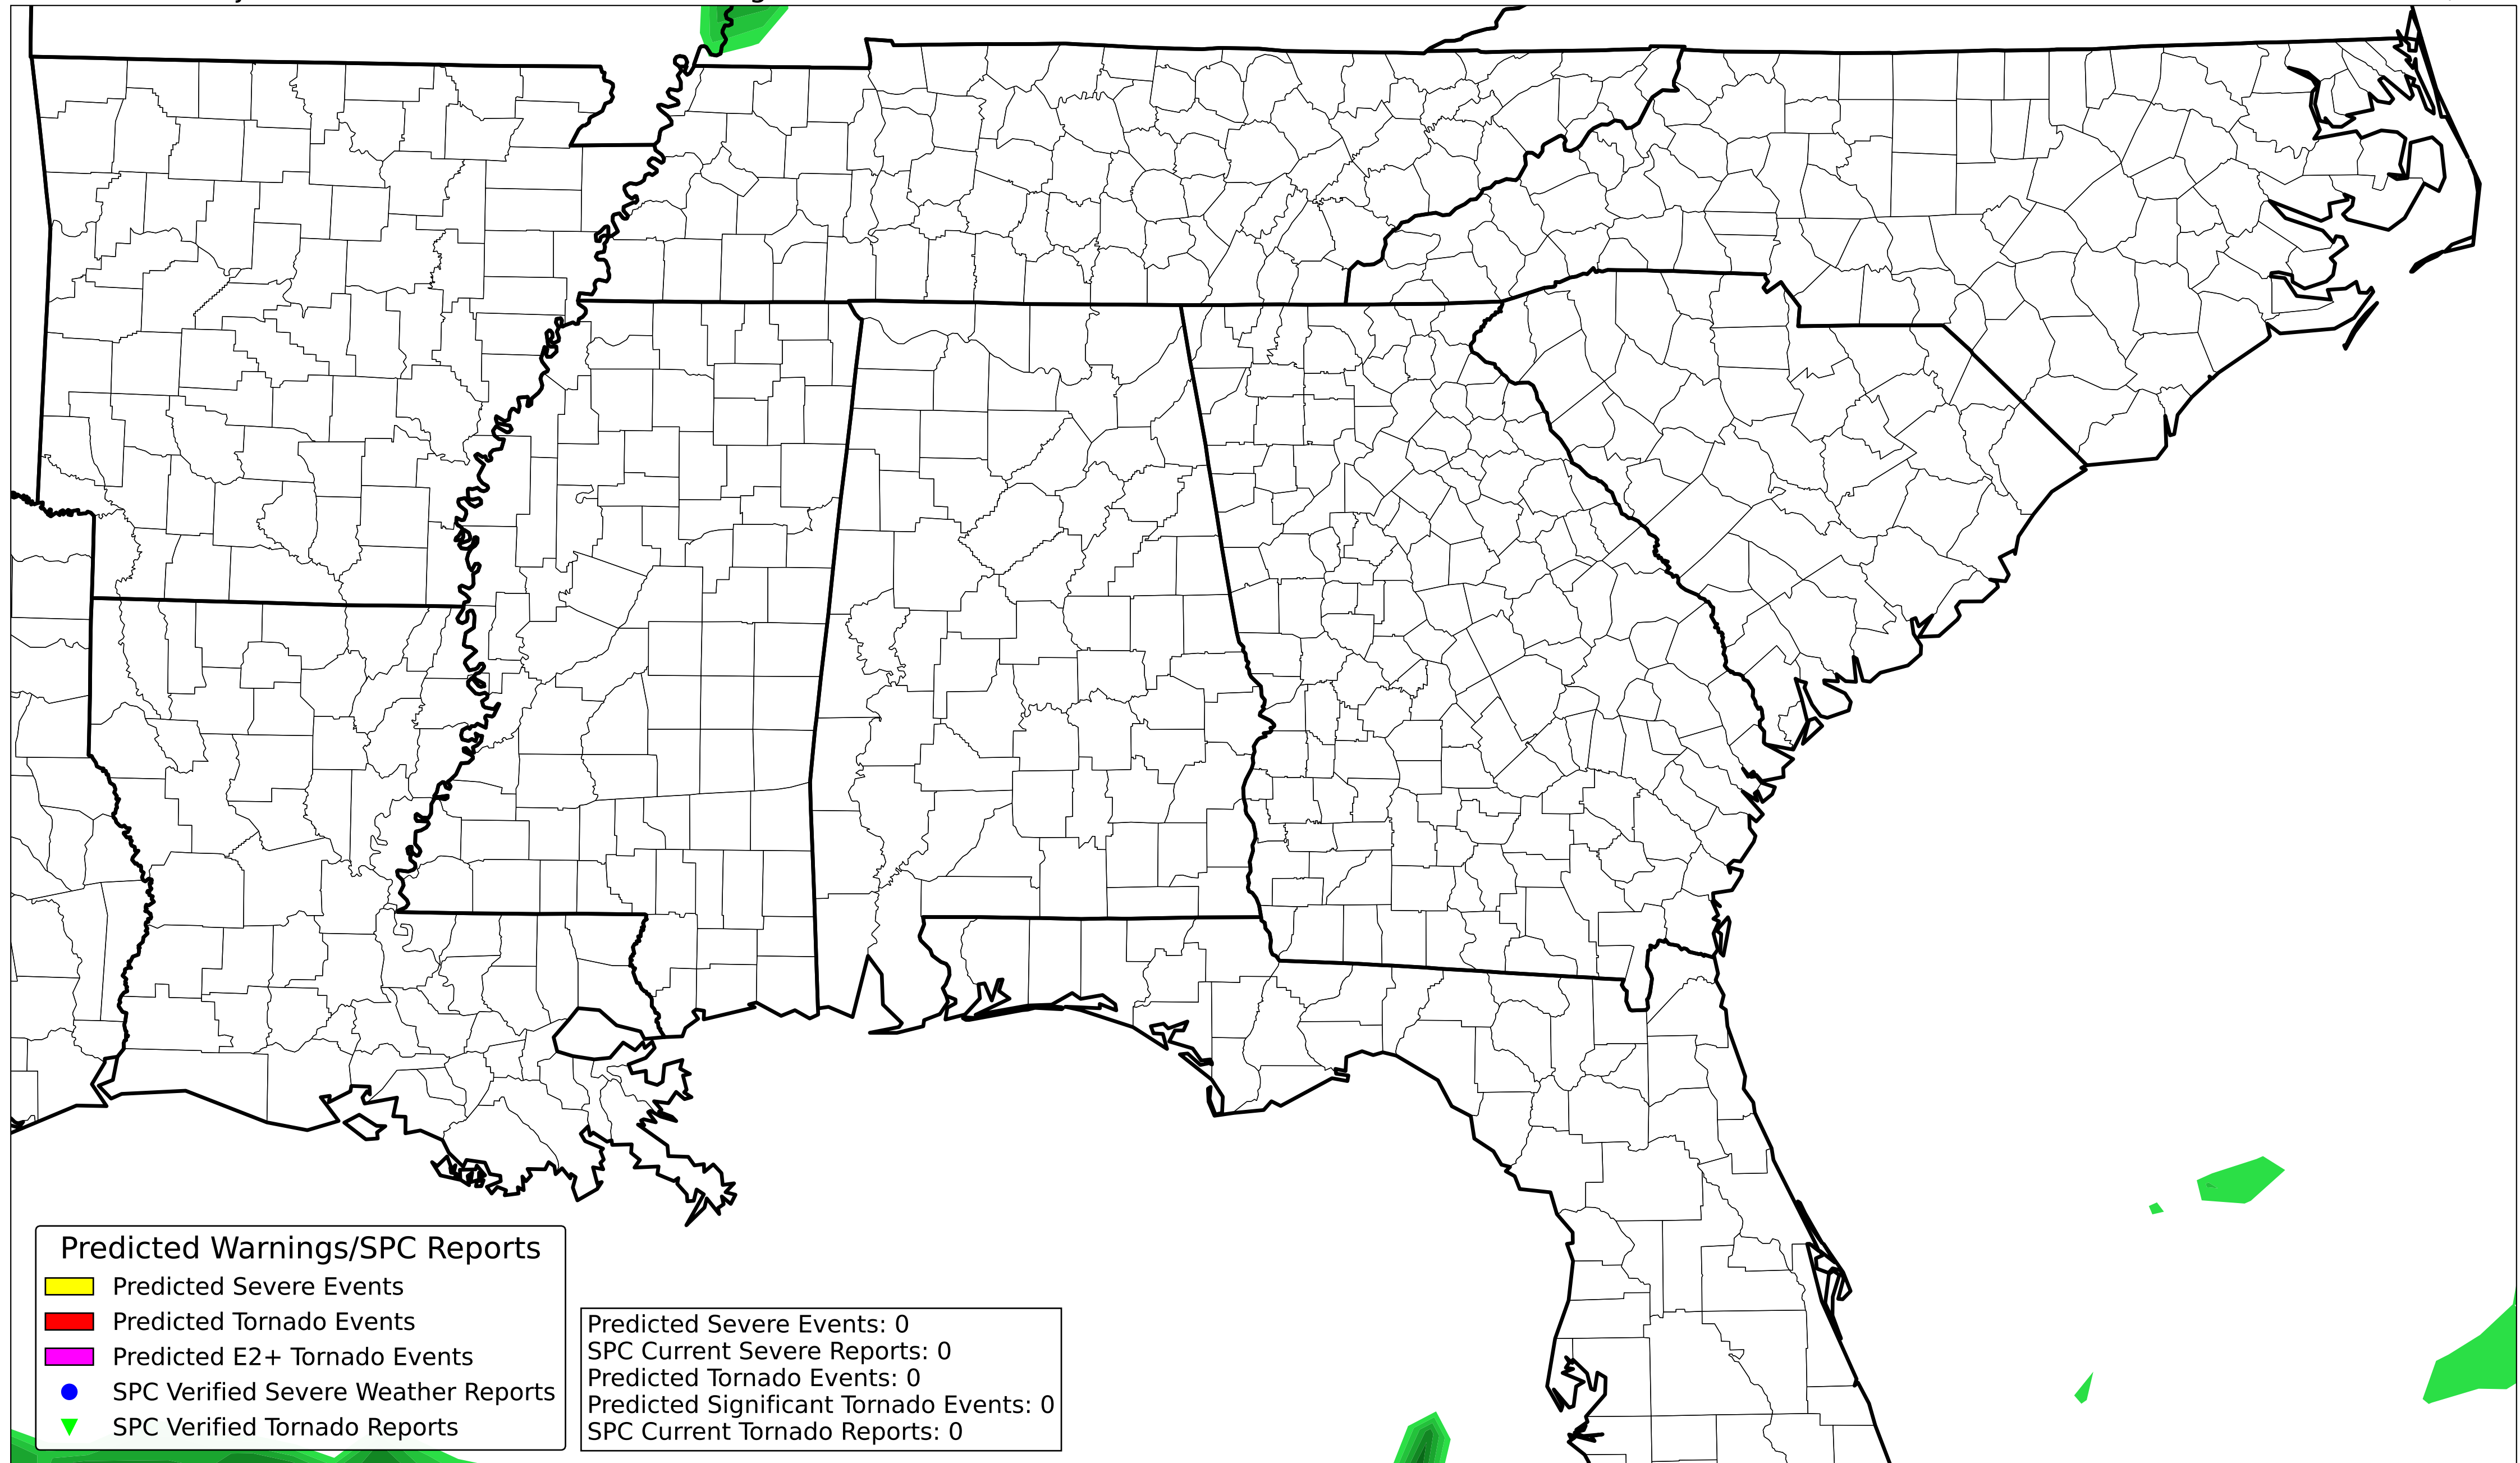 Predicted Warnings/SPC Reports
Predicted Severe Events
Predicted Tornado Events
Predicted E2+ Tornado Events
SPC Verified Severe Weather Reports
SPC Verified Tornado Reports
Predicted Severe Events: 0
SPC Current Severe Reports: 0
Predicted Tornado Events: 0
Predicted Significant Tornado Events: 0
SPC Current Tornado Reports: 0